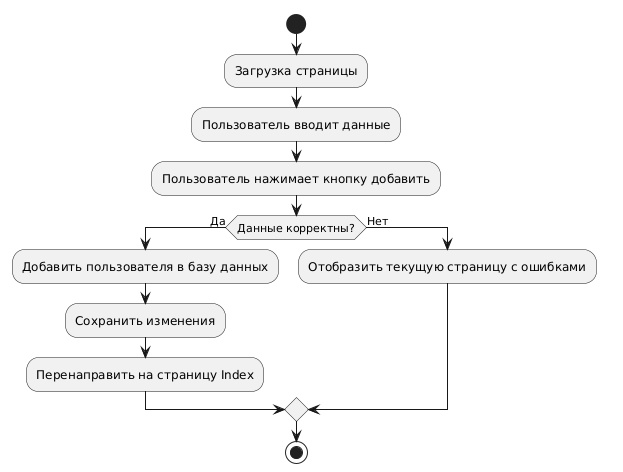 Загрузка страницы
Пользователь вводит данные
Пользователь нажимает кнопку добавить
Да
Данные корректны?
Нет
Добавить пользователя в базу данных
Отобразить текущую страницу с ошибками
Сохранить изменения
Перенаправить на страницу Index